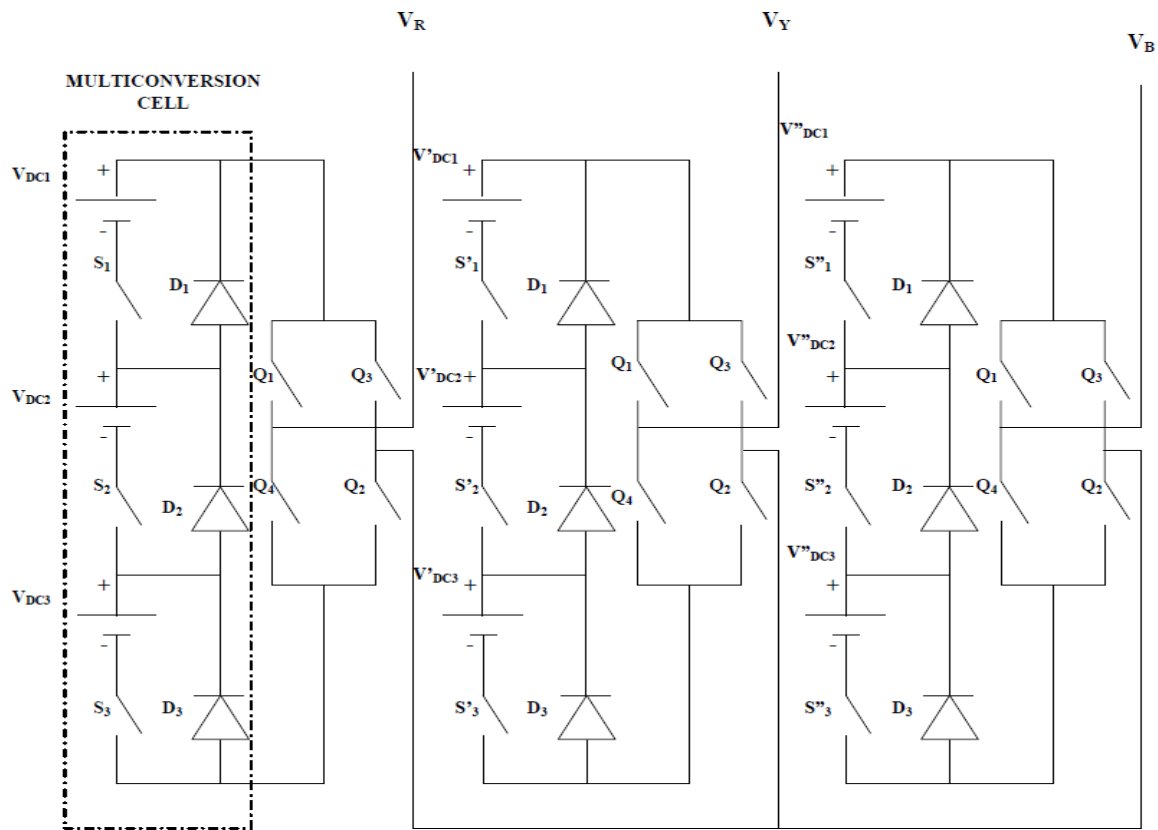 V_R
V_Y
V_B
MULTICONVERSION
CELL
V_DC1
+
-
S_1
D_1
V_DC2
+
-
S_2
D_2
V_DC3
+
-
S_3
D_3
Q_1
Q_3
Q_4
Q_2
V'_DC1
+
-
S'_1
D_1
V'_DC2
+
-
S'_2
D_2
V'_DC3
+
-
S'_3
D_3
Q_1
Q_3
Q_4
Q_2
V"_DC1
+
-
S"_1
D_1
V"_DC2
+
-
S"_2
D_2
V"_DC3
+
-
S"_3
D_3
Q_1
Q_3
Q_4
Q_2